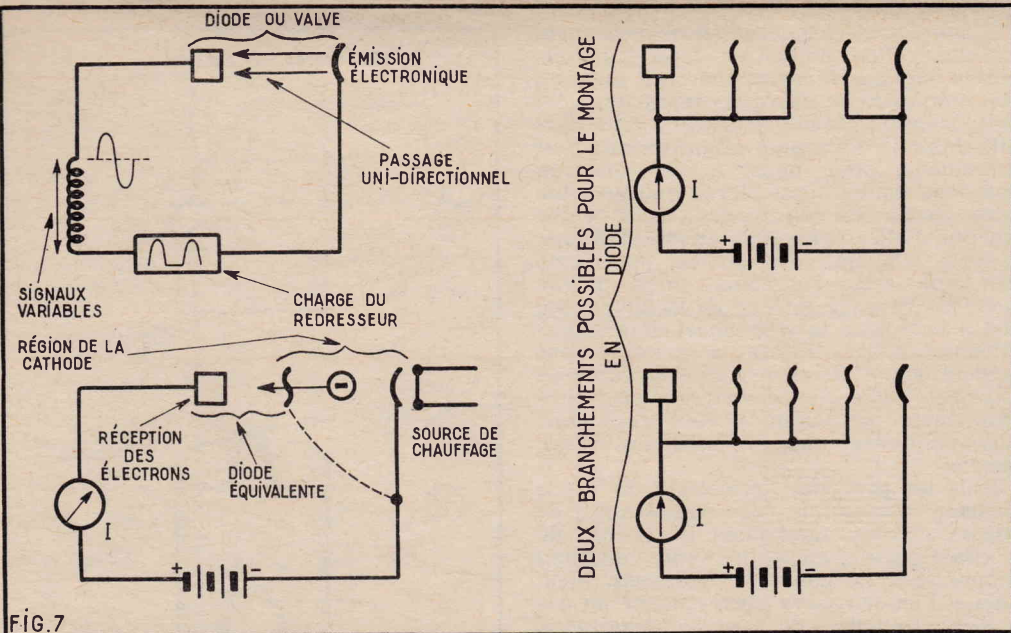 DIODE OU VALVE
ÉMISSION
ÉLECTRONIQUE
PASSAGE
UNI-DIRECTIONNEL
SIGNAUX
VARIABLES
CHARGE DU
REDRESSEUR
RÉGION DE LA
CATHODE
RÉCEPTION
DES
ÉLECTRONS
DIODE
ÉQUIVALENTE
SOURCE DE
CHAUFFAGE
I
+ -
DEUX BRANCHEMENTS POSSIBLES POUR LE MONTAGE
EN DIODE
I
+ -
I
+ -
FIG.7